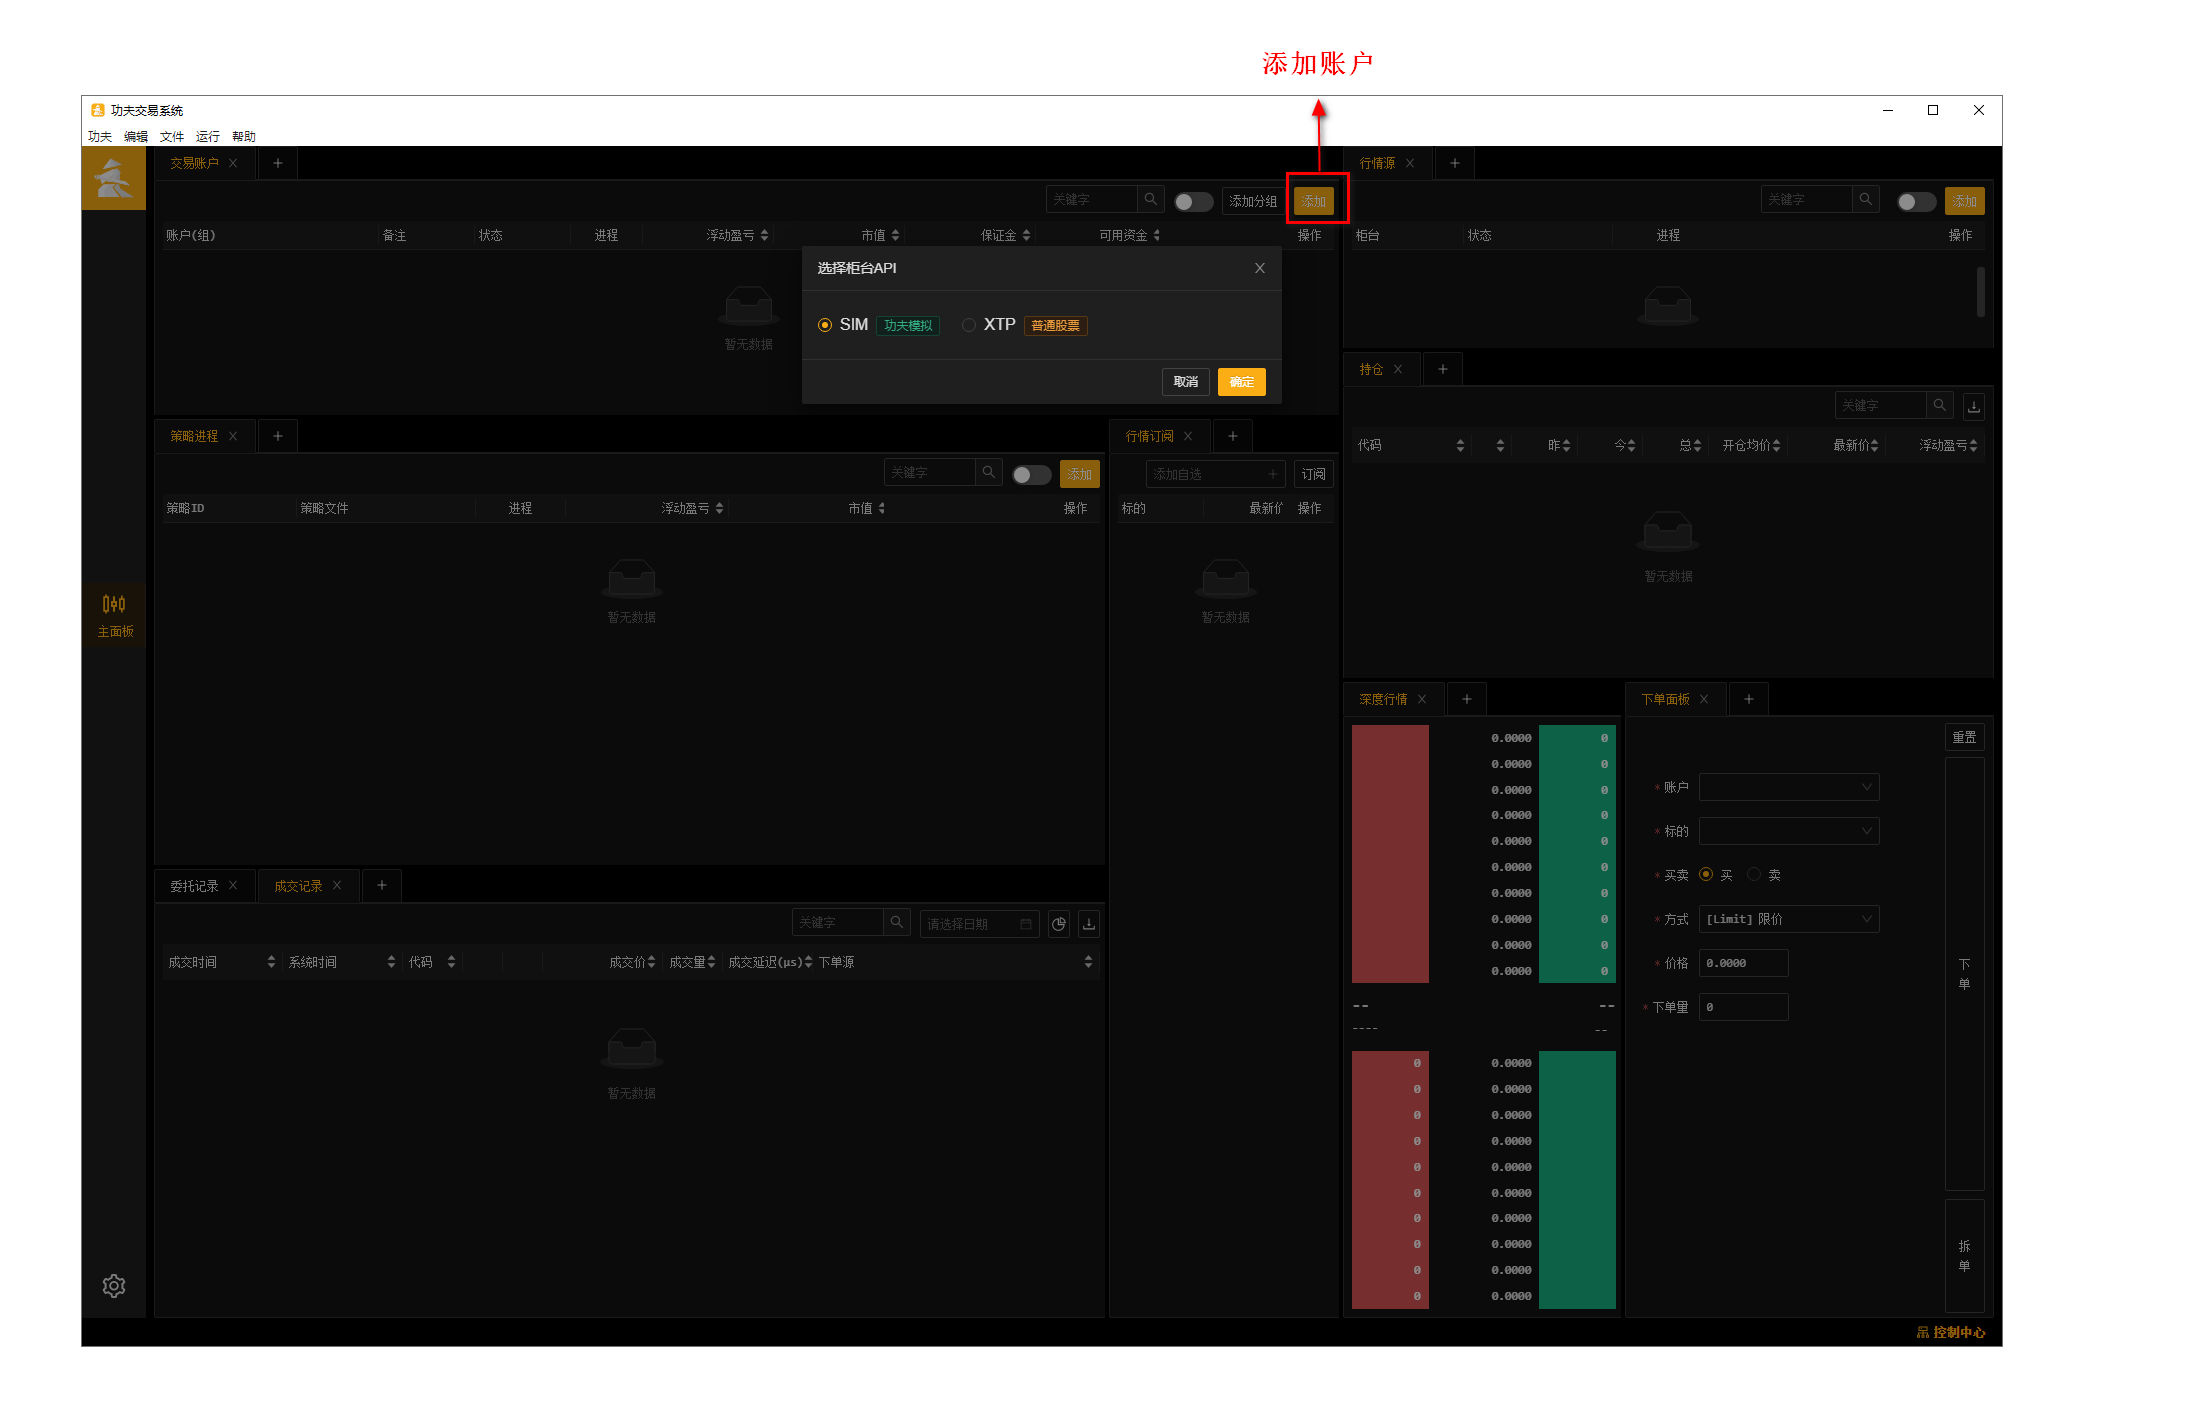 添加账户
功夫交易系统
功夫 编辑 文件 运行 帮助
交易账户
关键字 添加分组 添加
账户(组) 备注 状态 进程 浮动盈亏 市值 保证金 可用资金 操作
暂无数据
选择柜台API
SIM 功夫模拟 XTP 普通股票
取消 确定
行情源
关键字 添加
柜台 状态 进程 操作
持仓
关键字
代码 昨 今 总 开仓均价 最新价 浮动盈亏
暂无数据
策略进程
关键字 添加
策略ID 策略文件 进程 浮动盈亏 市值 操作
暂无数据
行情订阅
添加自选 订阅
标的 最新价 操作
暂无数据
主面板
委托记录 成交记录
关键字 请选择日期
成交时间 系统时间 代码 成交价 成交量 成交延迟(μs) 下单源
暂无数据
深度行情
0.0000 0
0.0000 0
0.0000 0
0.0000 0
0.0000 0
0.0000 0
0.0000 0
0.0000 0
0.0000 0
0.0000 0
-- --
---- --
0 0.0000
0 0.0000
0 0.0000
0 0.0000
0 0.0000
0 0.0000
0 0.0000
0 0.0000
0 0.0000
0 0.0000
下单面板
重置
* 账户
* 标的
* 买卖 买 卖
* 方式 [Limit] 限价
* 价格 0.0000
* 下单量 0
下
单
拆
单
控制中心